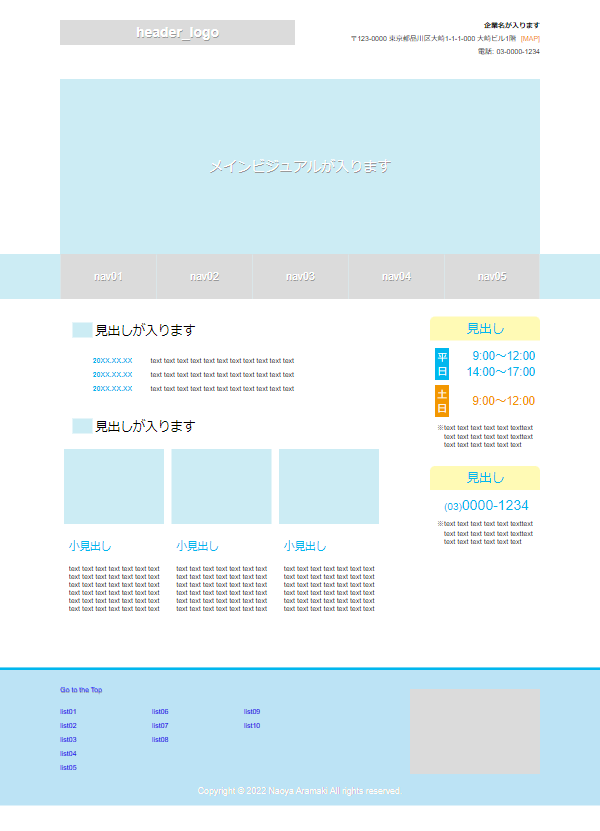 header_logo
企業名が入ります
〒123-0000 東京都品川区大崎1-1-1-000 大崎ビル1階 [MAP]
電話: 03-0000-1234
メインビジュアルが入ります
nav01 nav02 nav03 nav04 nav05
見出しが入ります
20XX.XX.XX text text text text text text text text text text text
20XX.XX.XX text text text text text text text text text text text
20XX.XX.XX text text text text text text text text text text text
見出しが入ります
小見出し
text text text text text text text
text text text text text text text
text text text text text text text
text text text text text text text
text text text text text text text
text text text text text text text
小見出し
text text text text text text text
text text text text text text text
text text text text text text text
text text text text text text text
text text text text text text text
text text text text text text text
小見出し
text text text text text text text
text text text text text text text
text text text text text text text
text text text text text text text
text text text text text text text
text text text text text text text
見出し
平日
9:00〜12:00
14:00〜17:00
土日
9:00〜12:00
※text text text text text texttext
text text text text text texttext
text text text text text text
見出し
(03)0000-1234
※text text text text text texttext
text text text text text texttext
text text text text text text
Go to the Top
list01
list02
list03
list04
list05
list06
list07
list08
list09
list10
Copyright © 2022 Naoya Aramaki All rights reserved.